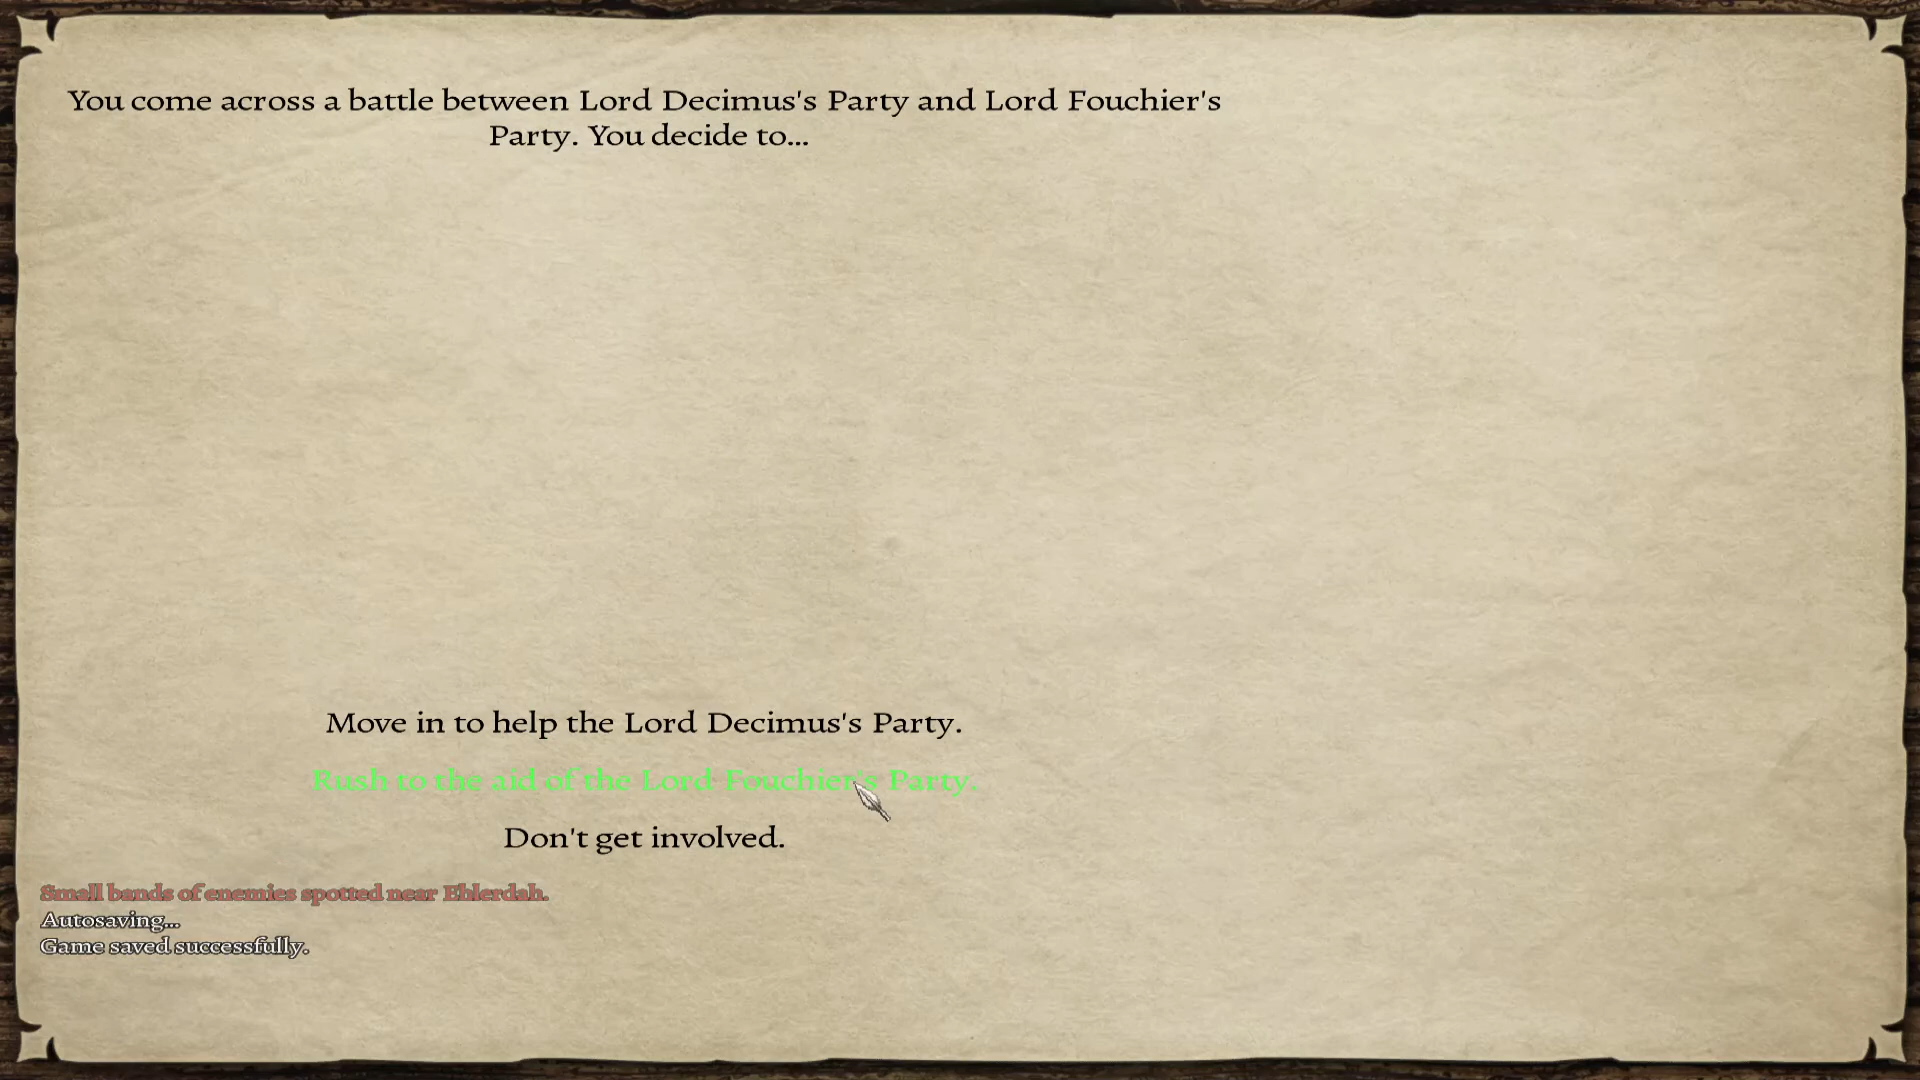 You come across a battle between Lord Decimus's Party and Lord Fouchier's
Party. You decide to...
Move in to help the Lord Decimus's Party.
Rush to the aid of the Lord Fouchier's Party.
Don't get involved.
Small bands of enemies spotted near Ehlerdah.
Autosaving...
Game saved successfully.